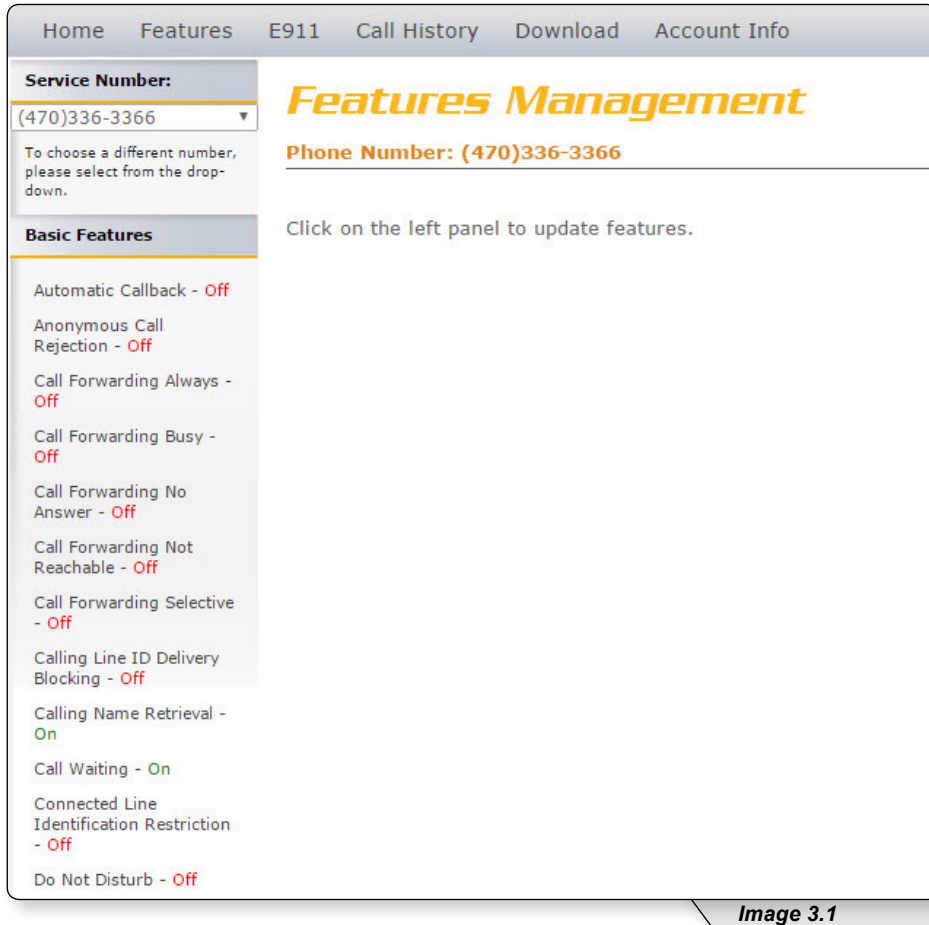 Home Features E911 Call History Download Account Info
Service Number:
(470)336-3366
To choose a different number,
please select from the drop-
down.
Basic Features
Automatic Callback - Off
Anonymous Call
Rejection - Off
Call Forwarding Always -
Off
Call Forwarding Busy -
Off
Call Forwarding No
Answer - Off
Call Forwarding Not
Reachable - Off
Call Forwarding Selective
- Off
Calling Line ID Delivery
Blocking - Off
Calling Name Retrieval -
On
Call Waiting - On
Connected Line
Identification Restriction
- Off
Do Not Disturb - Off
Features Management
Phone Number: (470)336-3366
Click on the left panel to update features.
Image 3.1